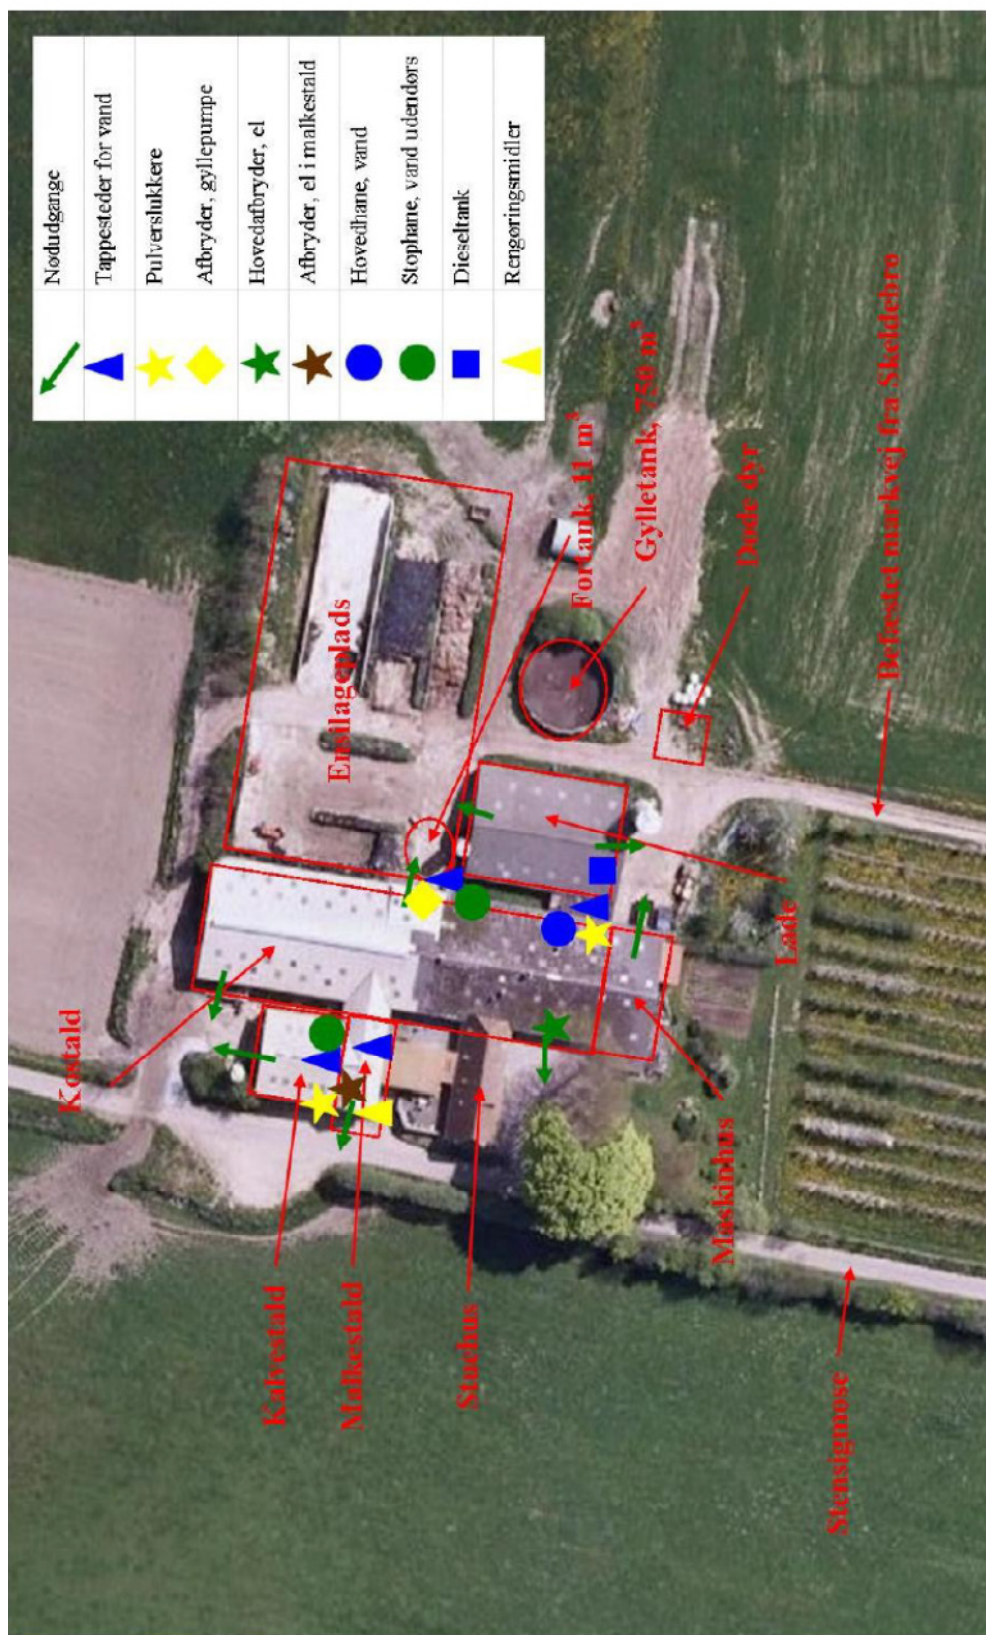 Nødudgange
Tappesteder for vand
Pulverslukkere
Afbryder, gyllepumpe
Hovedafbryder, el
Afbryder, el i malkestald
Hovedhane, vand
Stophane, vand udendørs
Dieseltank
Rengøringsmidler
Kostald
Ensilageplads
Kalvestald
Malkestald
Stuehus
Fortank, 11 m³
Gylletank, 750 m³
Døde dyr
Lade
Maskinhus
Stensigmose
Befæstet markvej fra Skeldebro